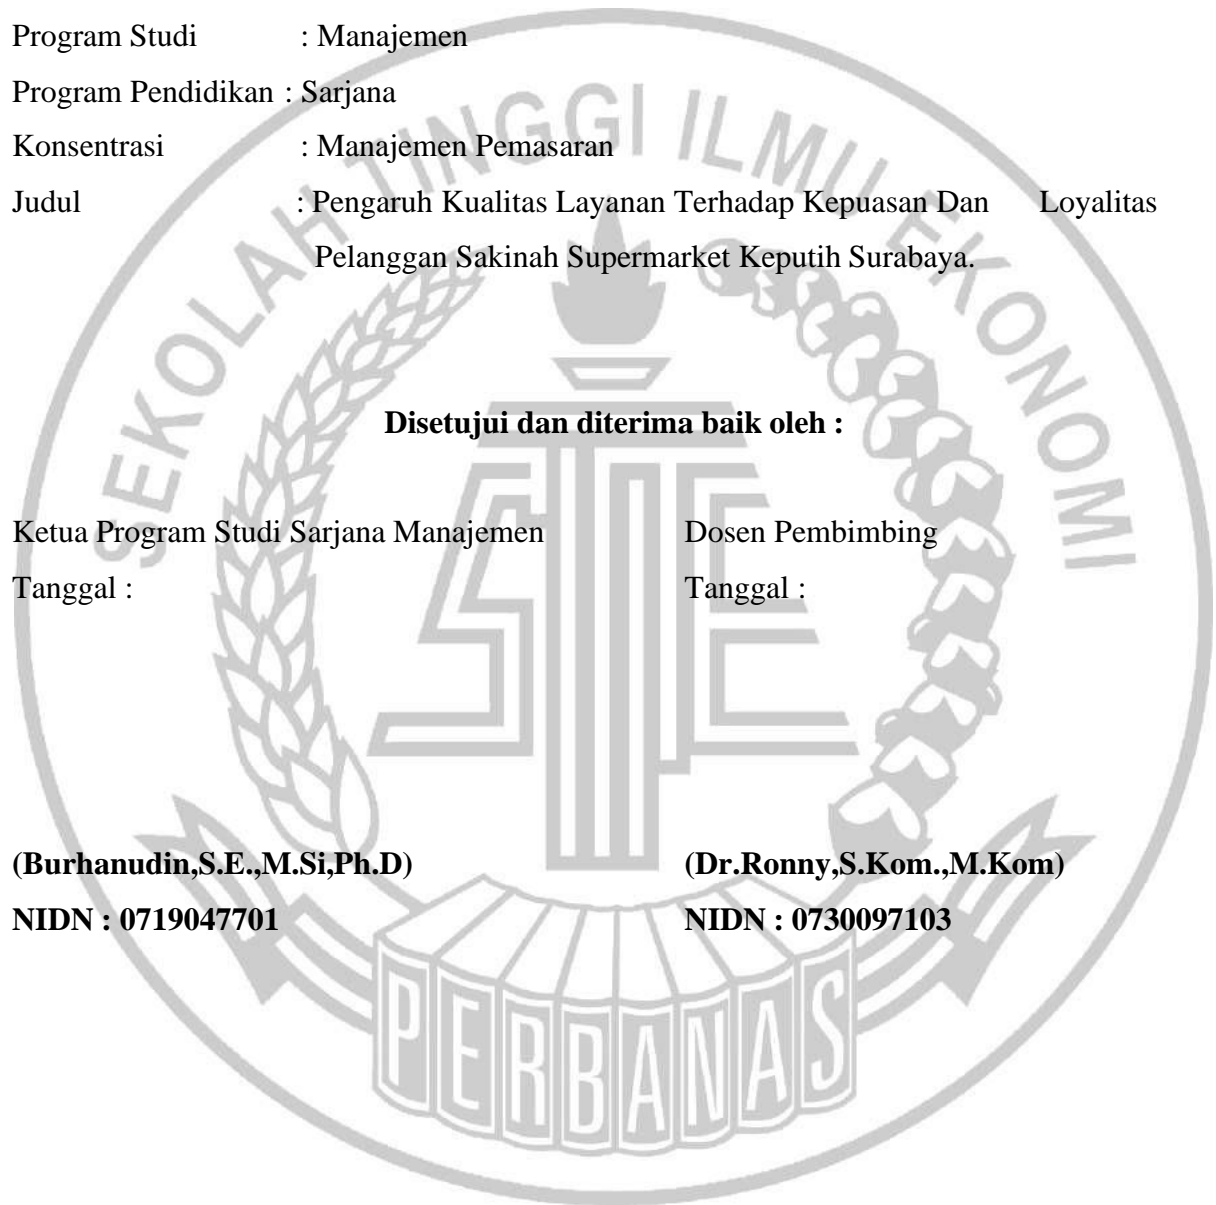 Program Studi : Manajemen
Program Pendidikan : Sarjana
Konsentrasi : Manajemen Pemasaran
Judul : Pengaruh Kualitas Layanan Terhadap Kepuasan Dan Loyalitas
Pelanggan Sakinah Supermarket Keputih Surabaya.
Disetujui dan diterima baik oleh :
Ketua Program Studi Sarjana Manajemen Dosen Pembimbing
Tanggal : Tanggal :
(Burhanudin,S.E.,M.Si,Ph.D) (Dr.Ronny,S.Kom.,M.Kom)
NIDN : 0719047701 NIDN : 0730097103
SEKOLAH TINGGI ILMU EKONOMI
PERBANAS